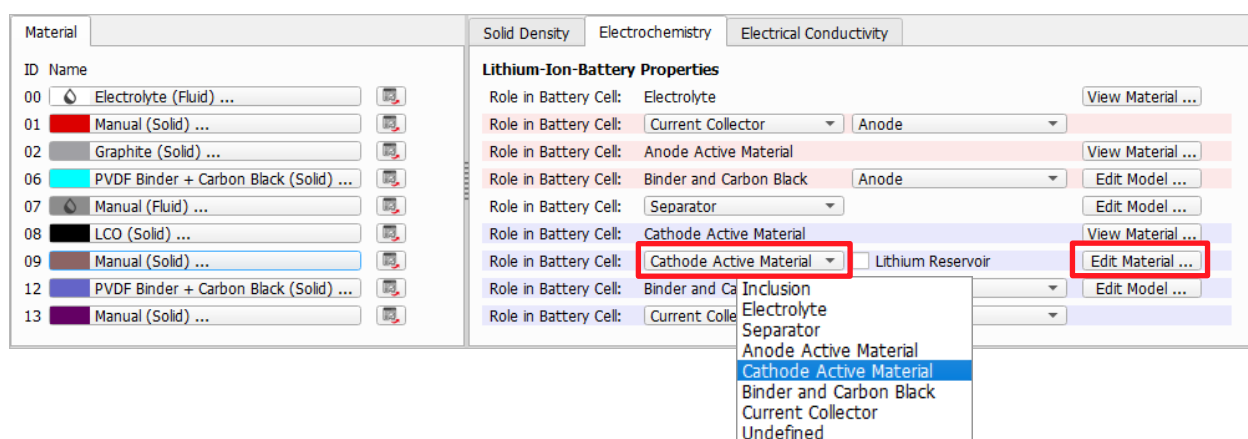 Material
Solid Density Electrochemistry Electrical Conductivity
ID Name
Lithium-Ion-Battery Properties
00 Electrolyte (Fluid) ...
Role in Battery Cell: Electrolyte View Material ...
01 Manual (Solid) ...
Role in Battery Cell: Current Collector Anode
02 Graphite (Solid) ...
Role in Battery Cell: Anode Active Material View Material ...
06 PVDF Binder + Carbon Black (Solid) ...
Role in Battery Cell: Binder and Carbon Black Anode Edit Model ...
07 Manual (Fluid) ...
Role in Battery Cell: Separator Edit Model ...
08 LCO (Solid) ...
Role in Battery Cell: Cathode Active Material View Material ...
09 Manual (Solid) ...
Role in Battery Cell: Cathode Active Material Lithium Reservoir Edit Material ...
12 PVDF Binder + Carbon Black (Solid) ...
Role in Battery Cell: Binder and Ca Edit Model ...
13 Manual (Solid) ...
Role in Battery Cell: Current Colle
Inclusion
Electrolyte
Separator
Anode Active Material
Cathode Active Material
Binder and Carbon Black
Current Collector
Undefined